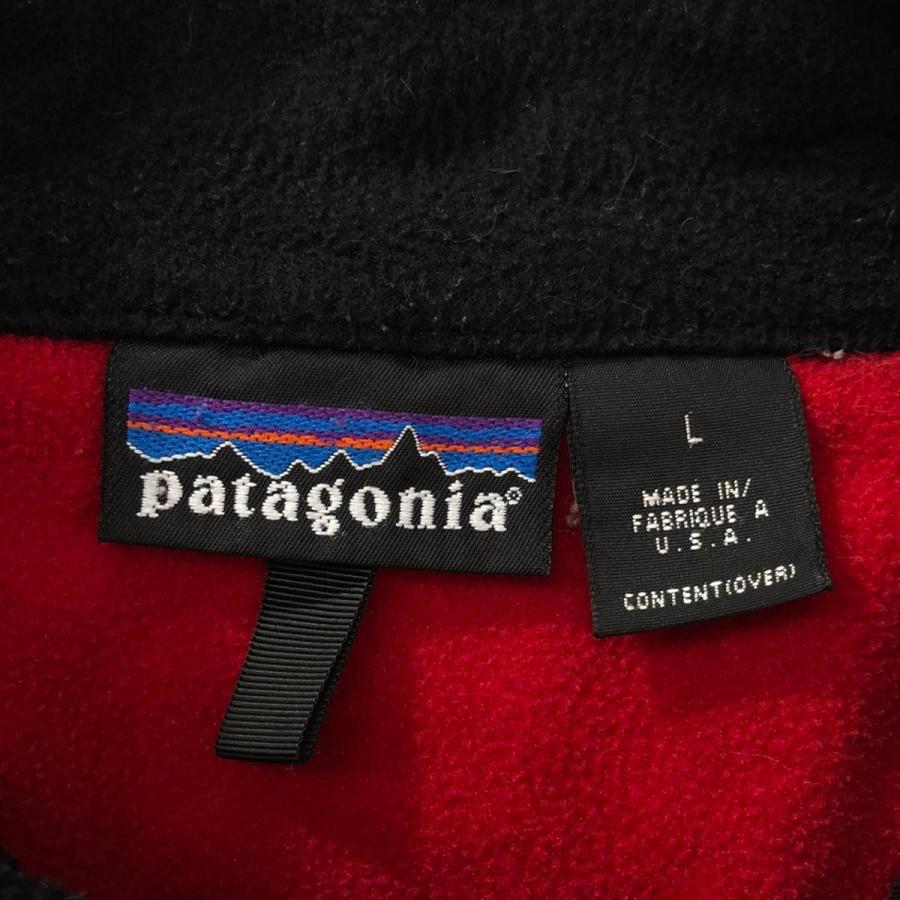 patagonia®
L
MADE IN/
FABRIQUE A
U.S.A.
CONTENT(OVER)